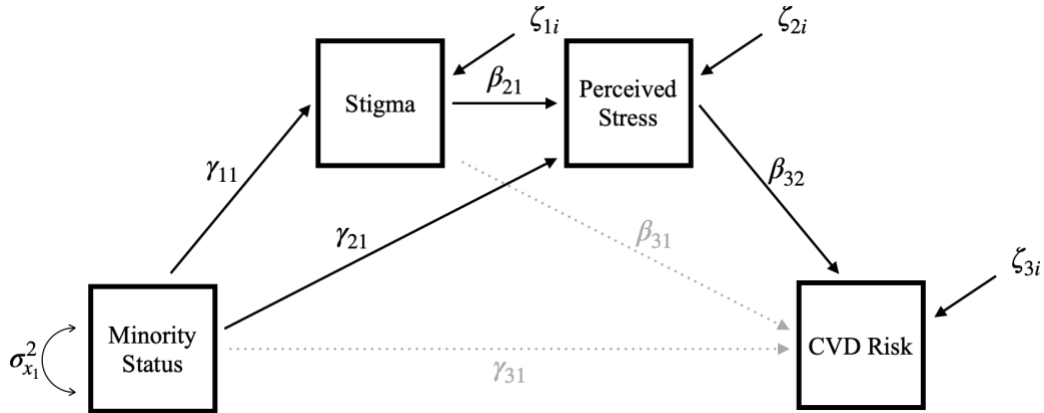 ζ1i
ζ2i
β21
Stigma
Perceived
Stress
γ11
β32
γ21
β31
ζ3i
Minority
Status
σ²x1
CVD Risk
γ31